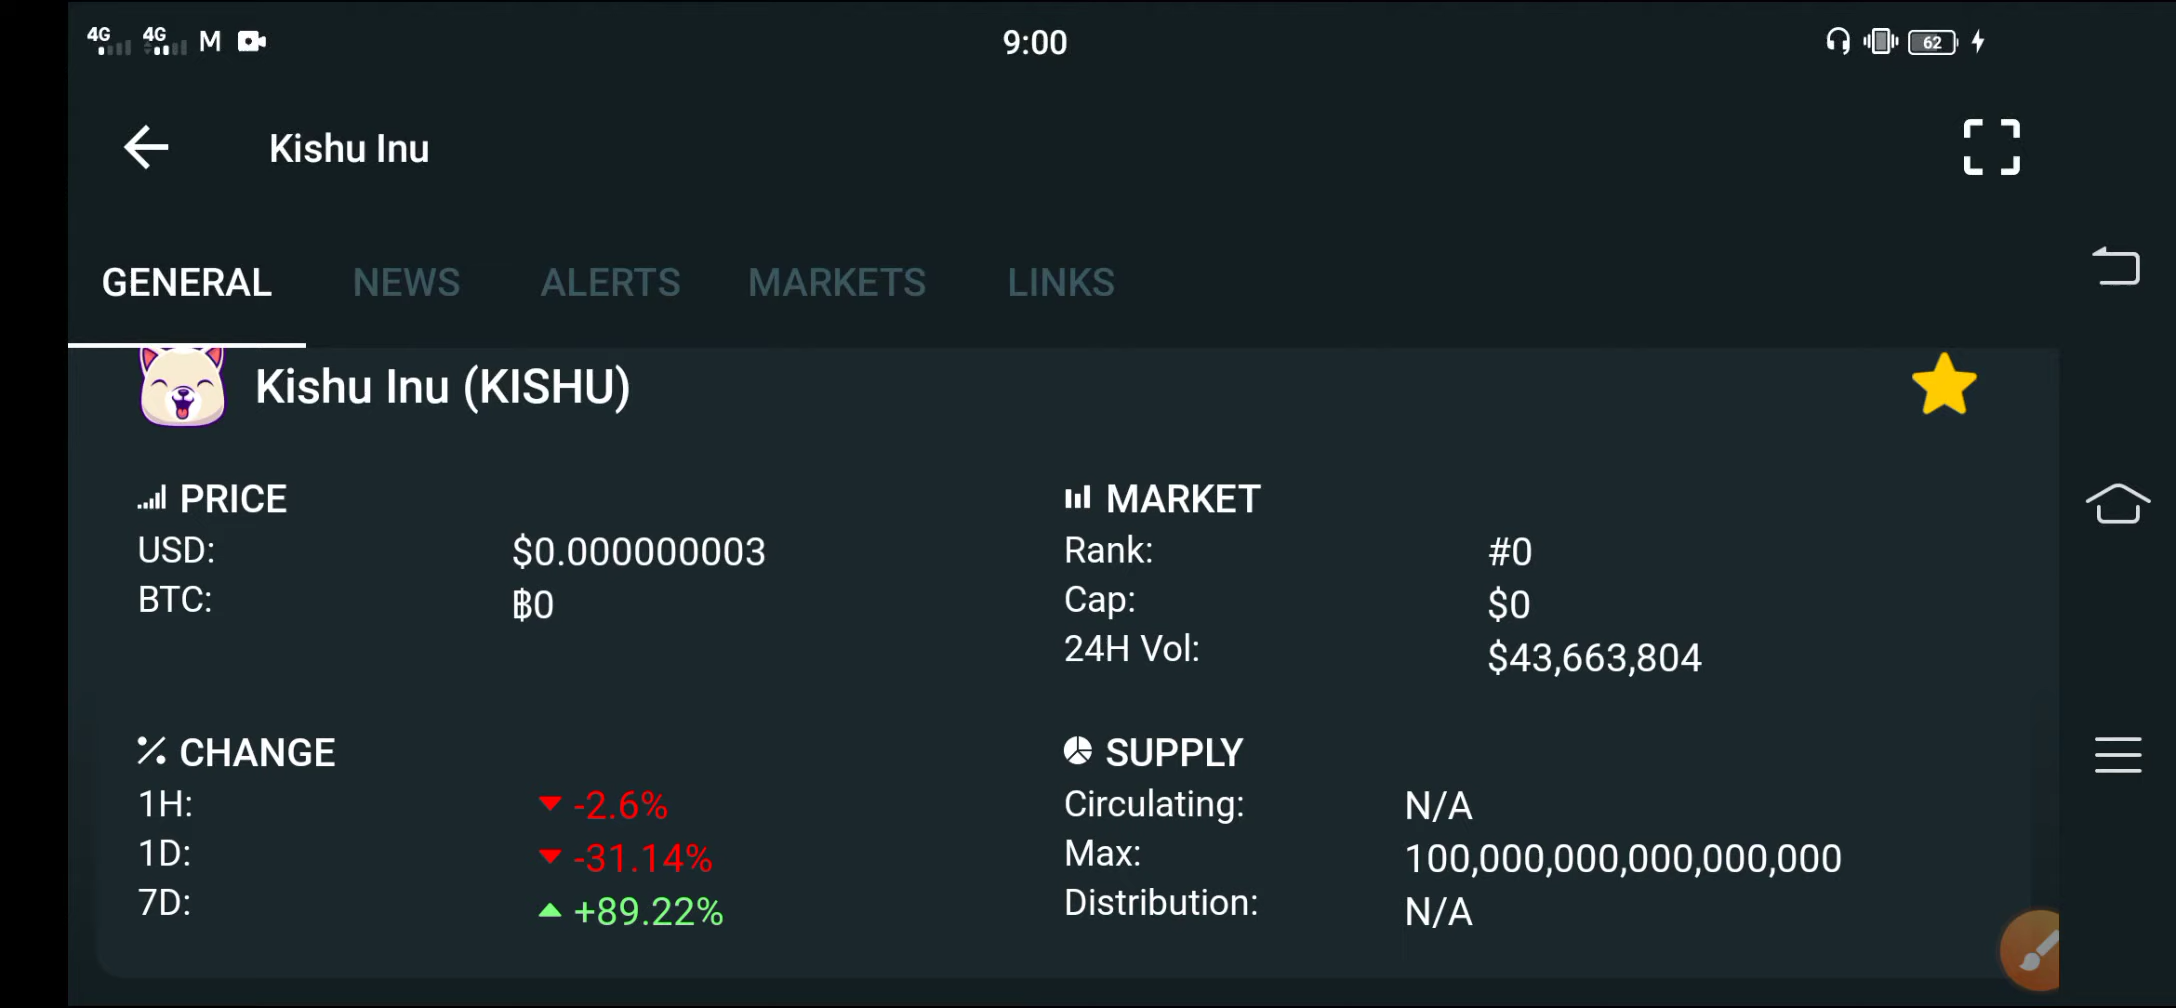 4G 4G M 9:00 62
Kishu Inu
GENERAL NEWS ALERTS MARKETS LINKS
Kishu Inu (KISHU)
PRICE
USD: $0.000000003
BTC: ฿0
MARKET
Rank: #0
Cap: $0
24H Vol: $43,663,804
CHANGE
1H: -2.6%
1D: -31.14%
7D: +89.22%
SUPPLY
Circulating: N/A
Max: 100,000,000,000,000,000
Distribution: N/A